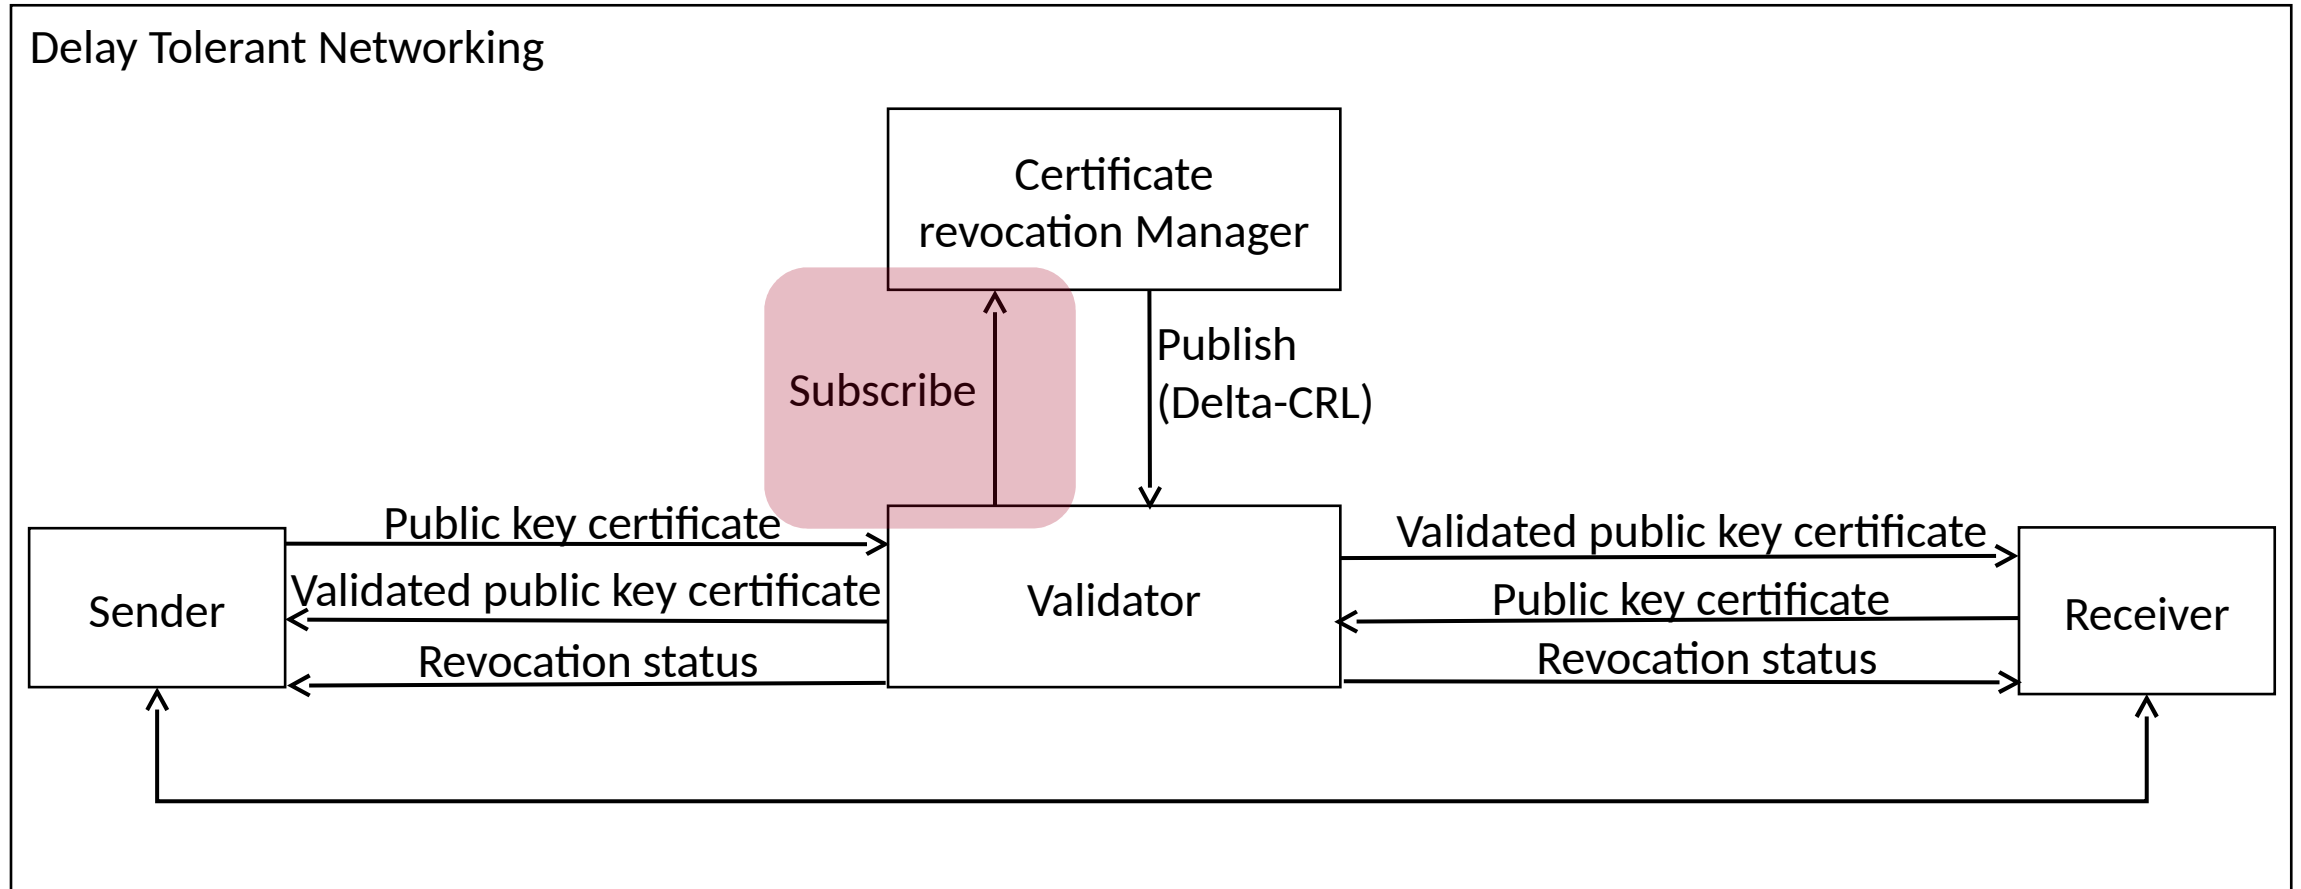 Delay Tolerant Networking
Certificate
revocation Manager
Subscribe
Publish
(Delta-CRL)
Public key certificate
Validated public key certificate
Revocation status
Sender
Validator
Validated public key certificate
Public key certificate
Revocation status
Receiver